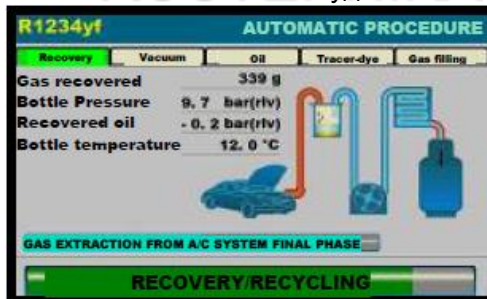 R1234yf AUTOMATIC PROCEDURE
Recovery Vacuum Oil Tracer-dye Gas filling
Gas recovered 339 g
Bottle Pressure 9, 7 bar(rlv)
Recovered oil - 0, 2 bar(rlv)
Bottle temperature 12, 0 °C
GAS EXTRACTION FROM A/C SYSTEM FINAL PHASE
RECOVERY/RECYCLING